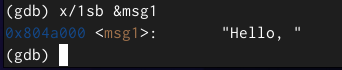 (gdb) x/1sb &msg1
0x804a000 <msg1>:        "Hello, "
(gdb)